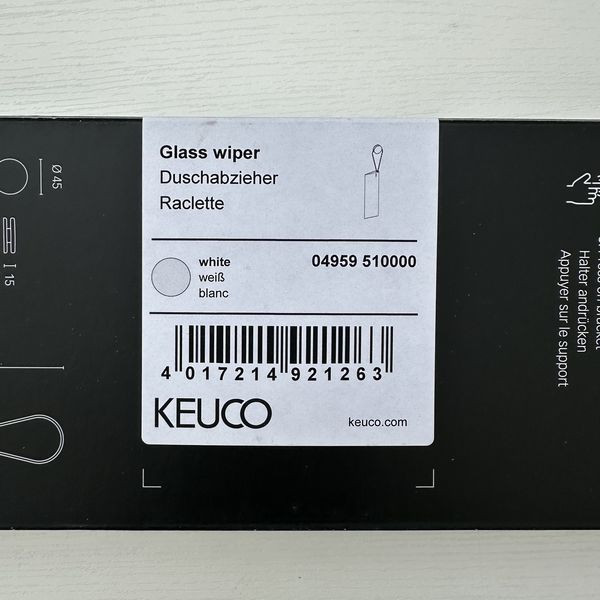 Glass wiper
Duschabzieher
Raclette
white
weiß
blanc
04959 510000
4 017214 921263
KEUCO
keuco.com
Ø 45
15
Halter andrücken
Appuyer sur le support